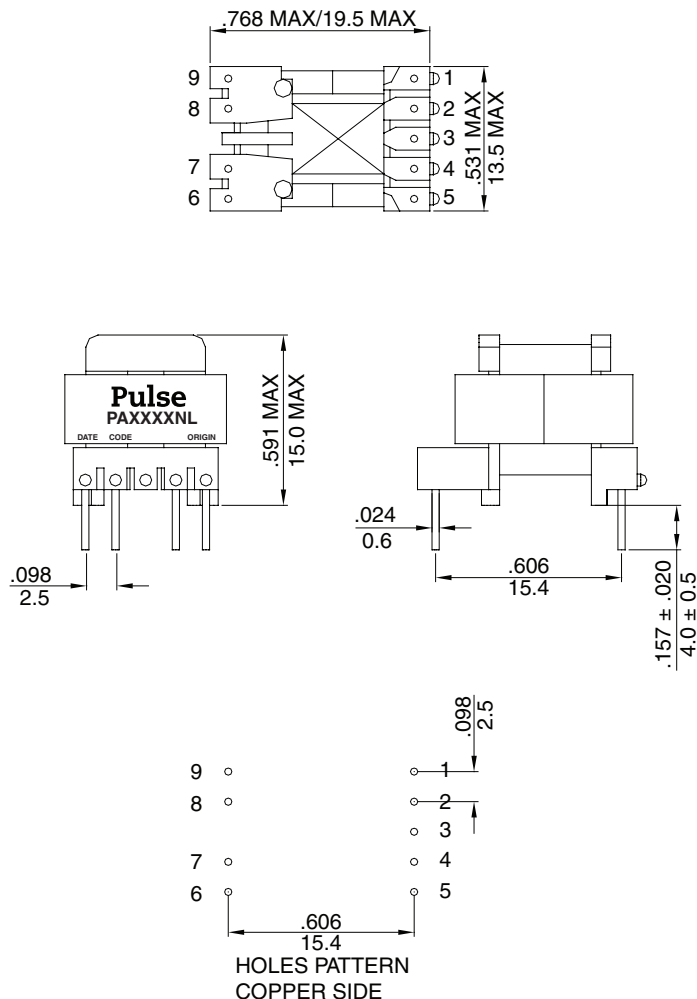 .768 MAX/19.5 MAX
9
8
7
6
1
2
3
4
5
.531 MAX
13.5 MAX
Pulse
PAXXXXNL
DATE CODE ORIGIN
.591 MAX
15.0 MAX
.098
2.5
.024
0.6
.606
15.4
.157 ± .020
4.0 ± 0.5
.098
2.5
9
8
7
6
1
2
3
4
5
.606
15.4
HOLES PATTERN
COPPER SIDE